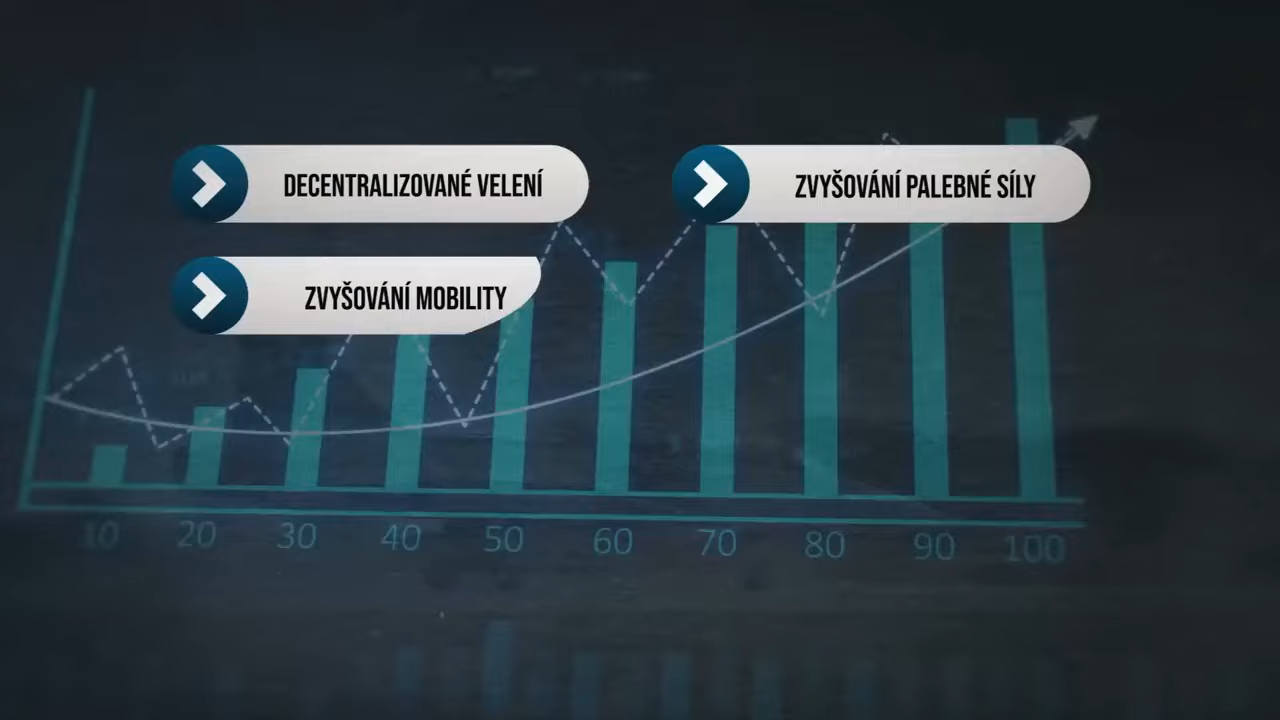 DECENTRALIZOVANÉ VELENÍ
ZVYŠOVÁNÍ PALEBNÉ SÍLY
ZVYŠOVÁNÍ MOBILITY
10 20 30 40 50 60 70 80 90 100